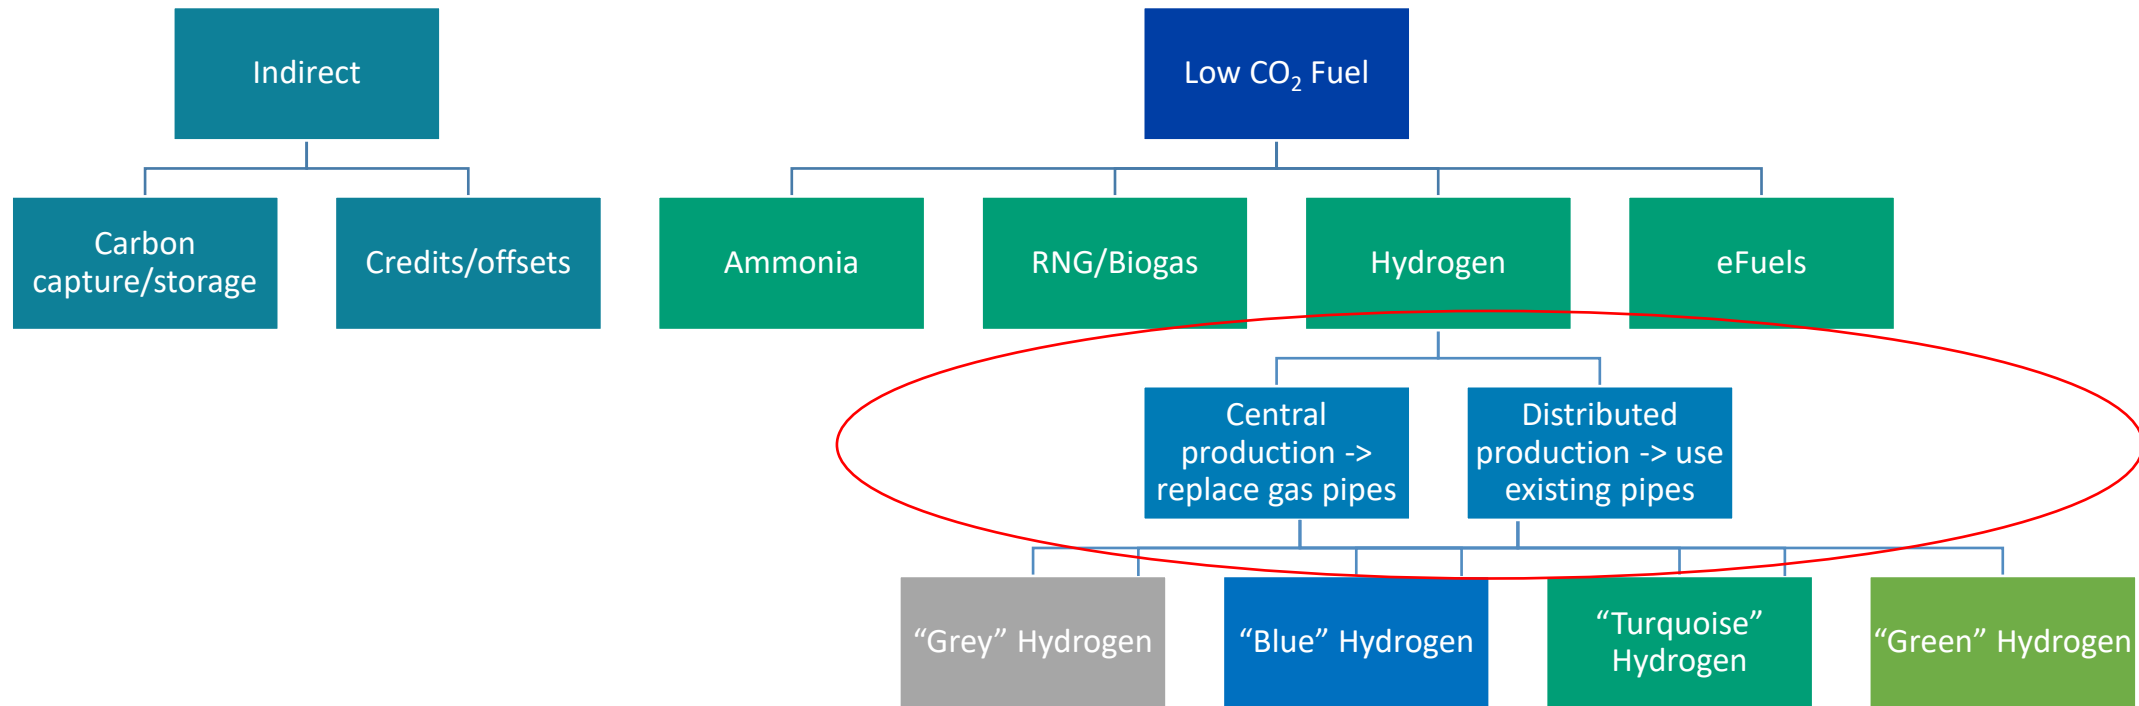 Indirect
Low CO₂ Fuel
Carbon
capture/storage
Credits/offsets
Ammonia
RNG/Biogas
Hydrogen
eFuels
Central
production ->
replace gas pipes
Distributed
production -> use
existing pipes
“Grey” Hydrogen
“Blue” Hydrogen
“Turquoise”
Hydrogen
“Green” Hydrogen